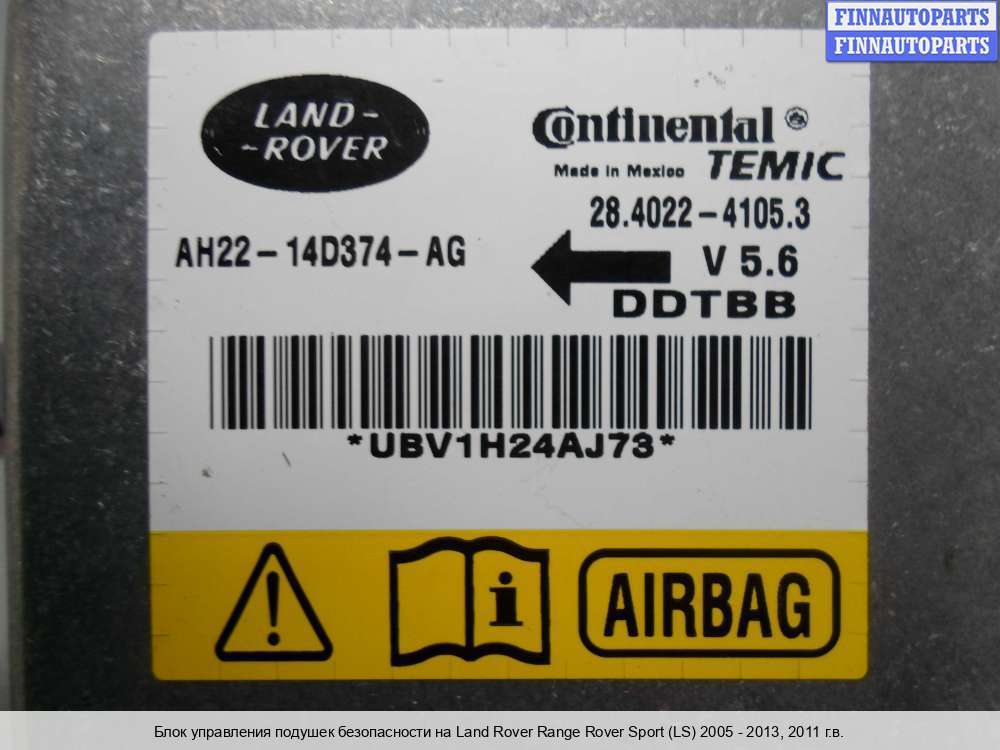 FINNAUTOPARTS
FINNAUTOPARTS
LAND-
-ROVER
Continental
Made in Mexico TEMIC
28.4022-4105.3
AH22-14D374-AG
V 5.6
DDTBB
*UBV1H24AJ73*
i
AIRBAG
Блок управления подушек безопасности на Land Rover Range Rover Sport (LS) 2005 - 2013, 2011 г.в.